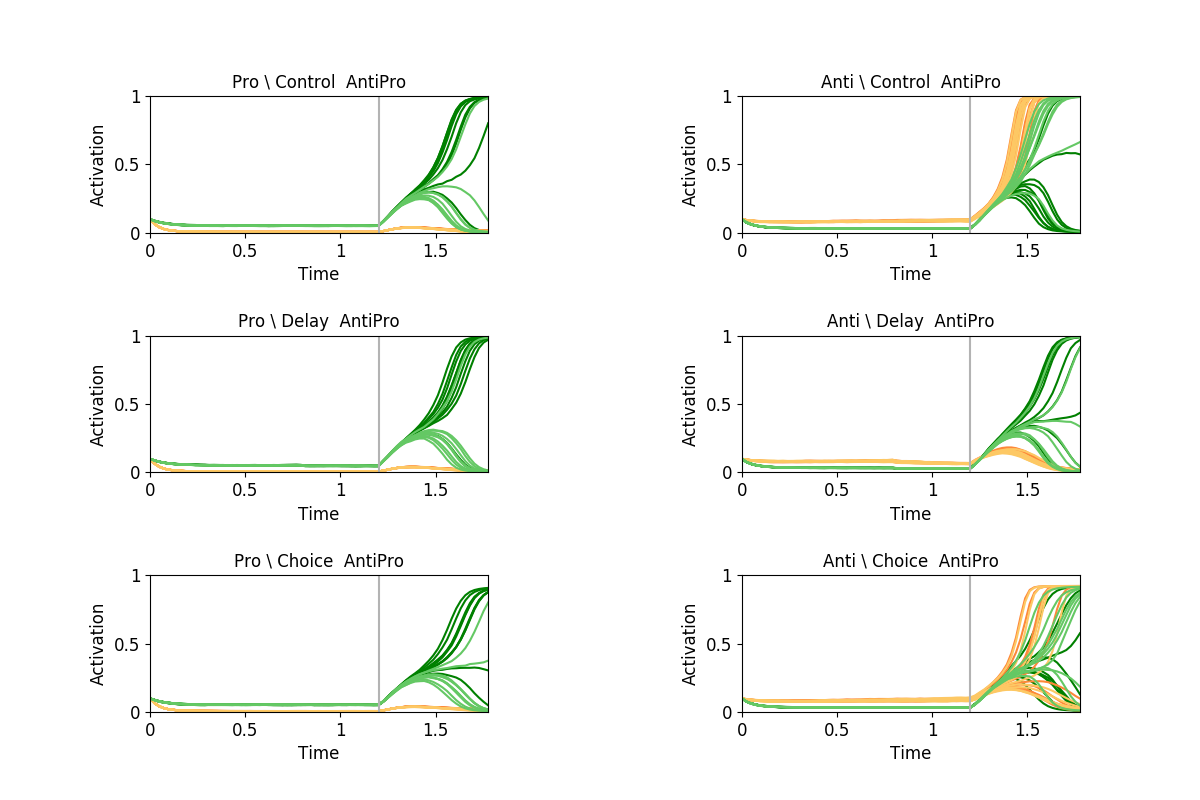 Pro \ Control  AntiPro
1
0.5
0
Activation
0 0.5 1 1.5
Time
Anti \ Control  AntiPro
1
0.5
0
Activation
0 0.5 1 1.5
Time
Pro \ Delay  AntiPro
1
0.5
0
Activation
0 0.5 1 1.5
Time
Anti \ Delay  AntiPro
1
0.5
0
Activation
0 0.5 1 1.5
Time
Pro \ Choice  AntiPro
1
0.5
0
Activation
0 0.5 1 1.5
Time
Anti \ Choice  AntiPro
1
0.5
0
Activation
0 0.5 1 1.5
Time